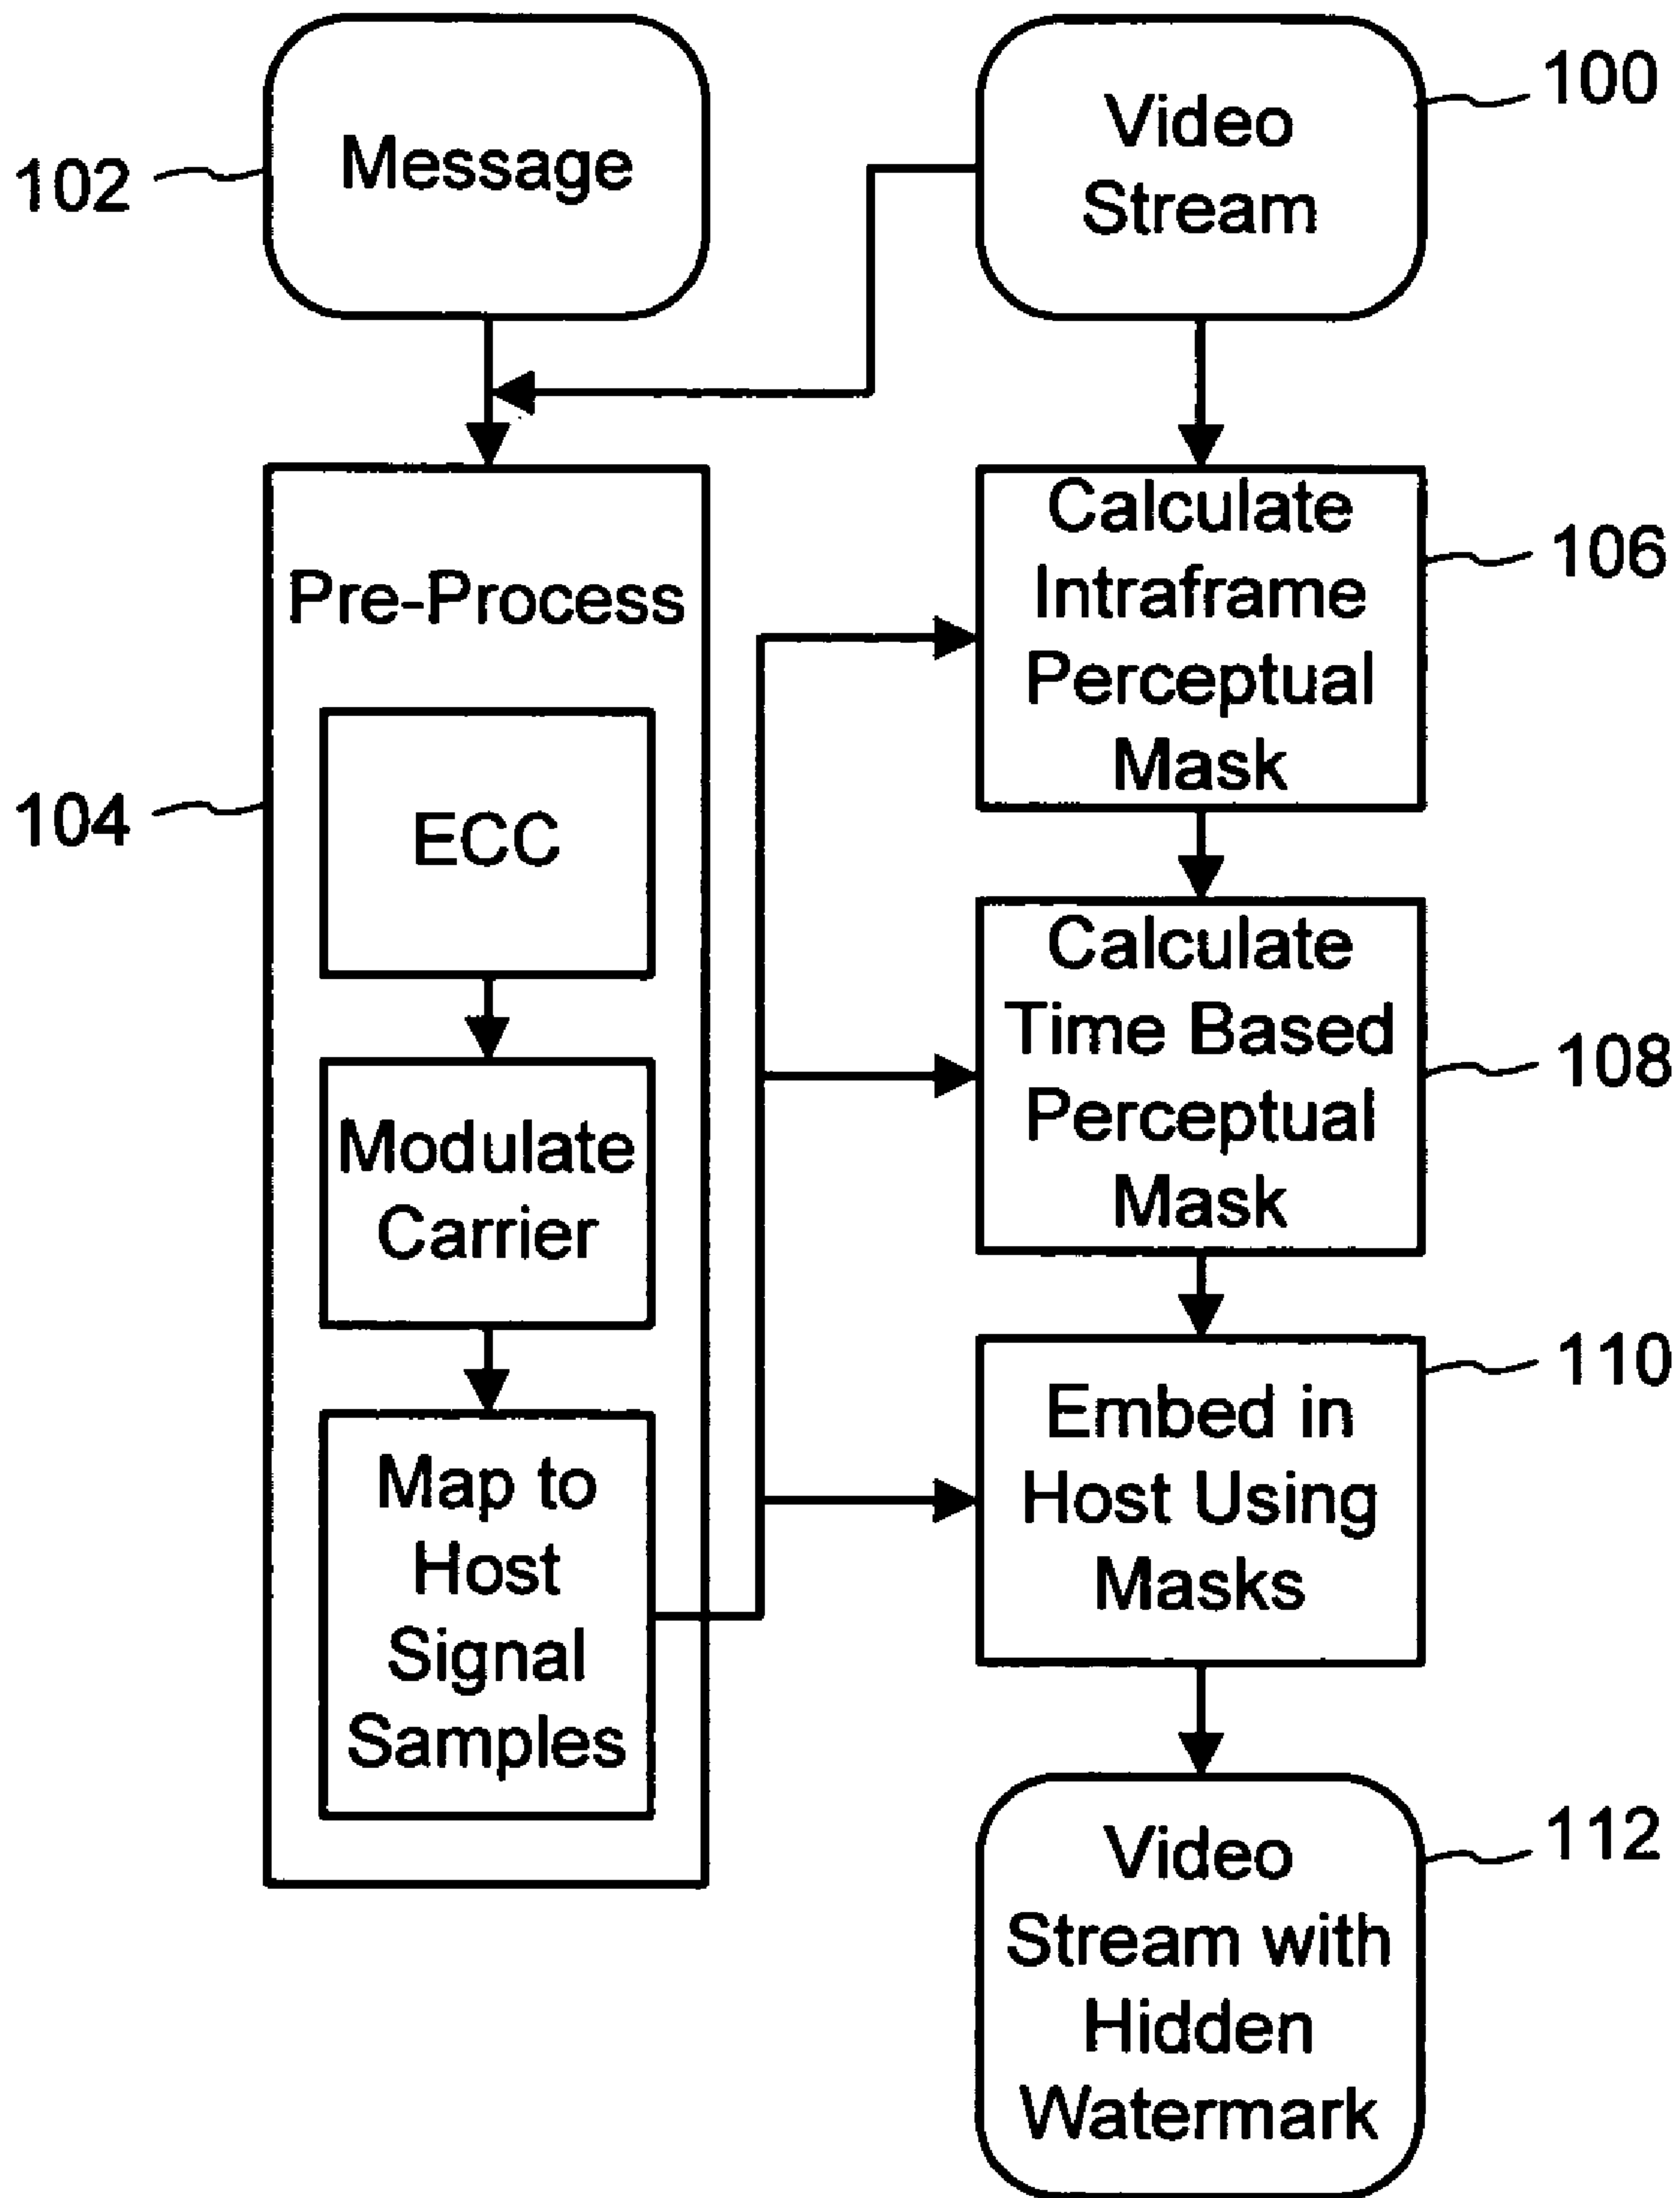 102
Message
Video
Stream
100
Pre-Process
104
ECC
Modulate
Carrier
Map to
Host
Signal
Samples
Calculate
Intraframe
Perceptual
Mask
106
Calculate
Time Based
Perceptual
Mask
108
Embed in
Host Using
Masks
110
Video
Stream with
Hidden
Watermark
112